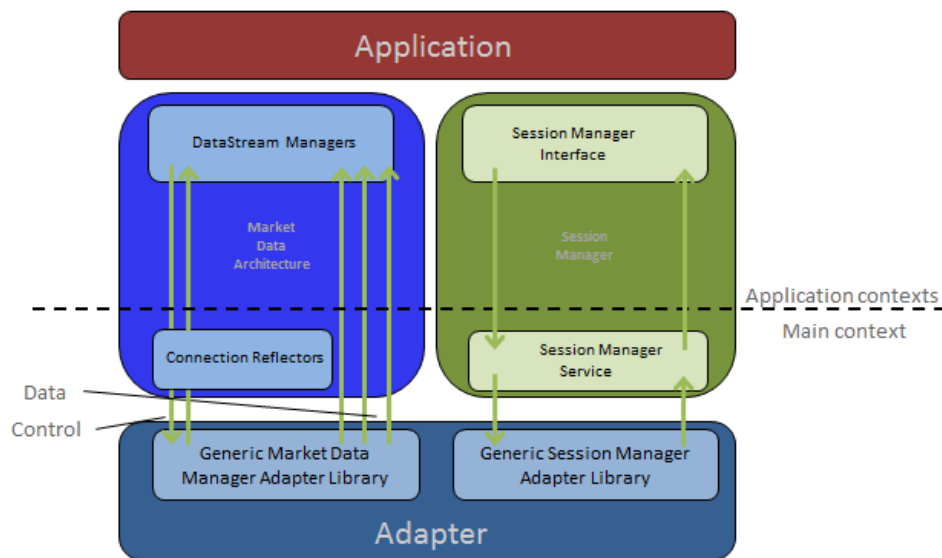 Application
DataStream Managers
Session Manager
Interface
Market
Data
Architecture
Session
Manager
Application contexts
Main context
Connection Reflectors
Session Manager
Service
Data
Control
Generic Market Data
Manager Adapter Library
Generic Session Manager
Adapter Library
Adapter